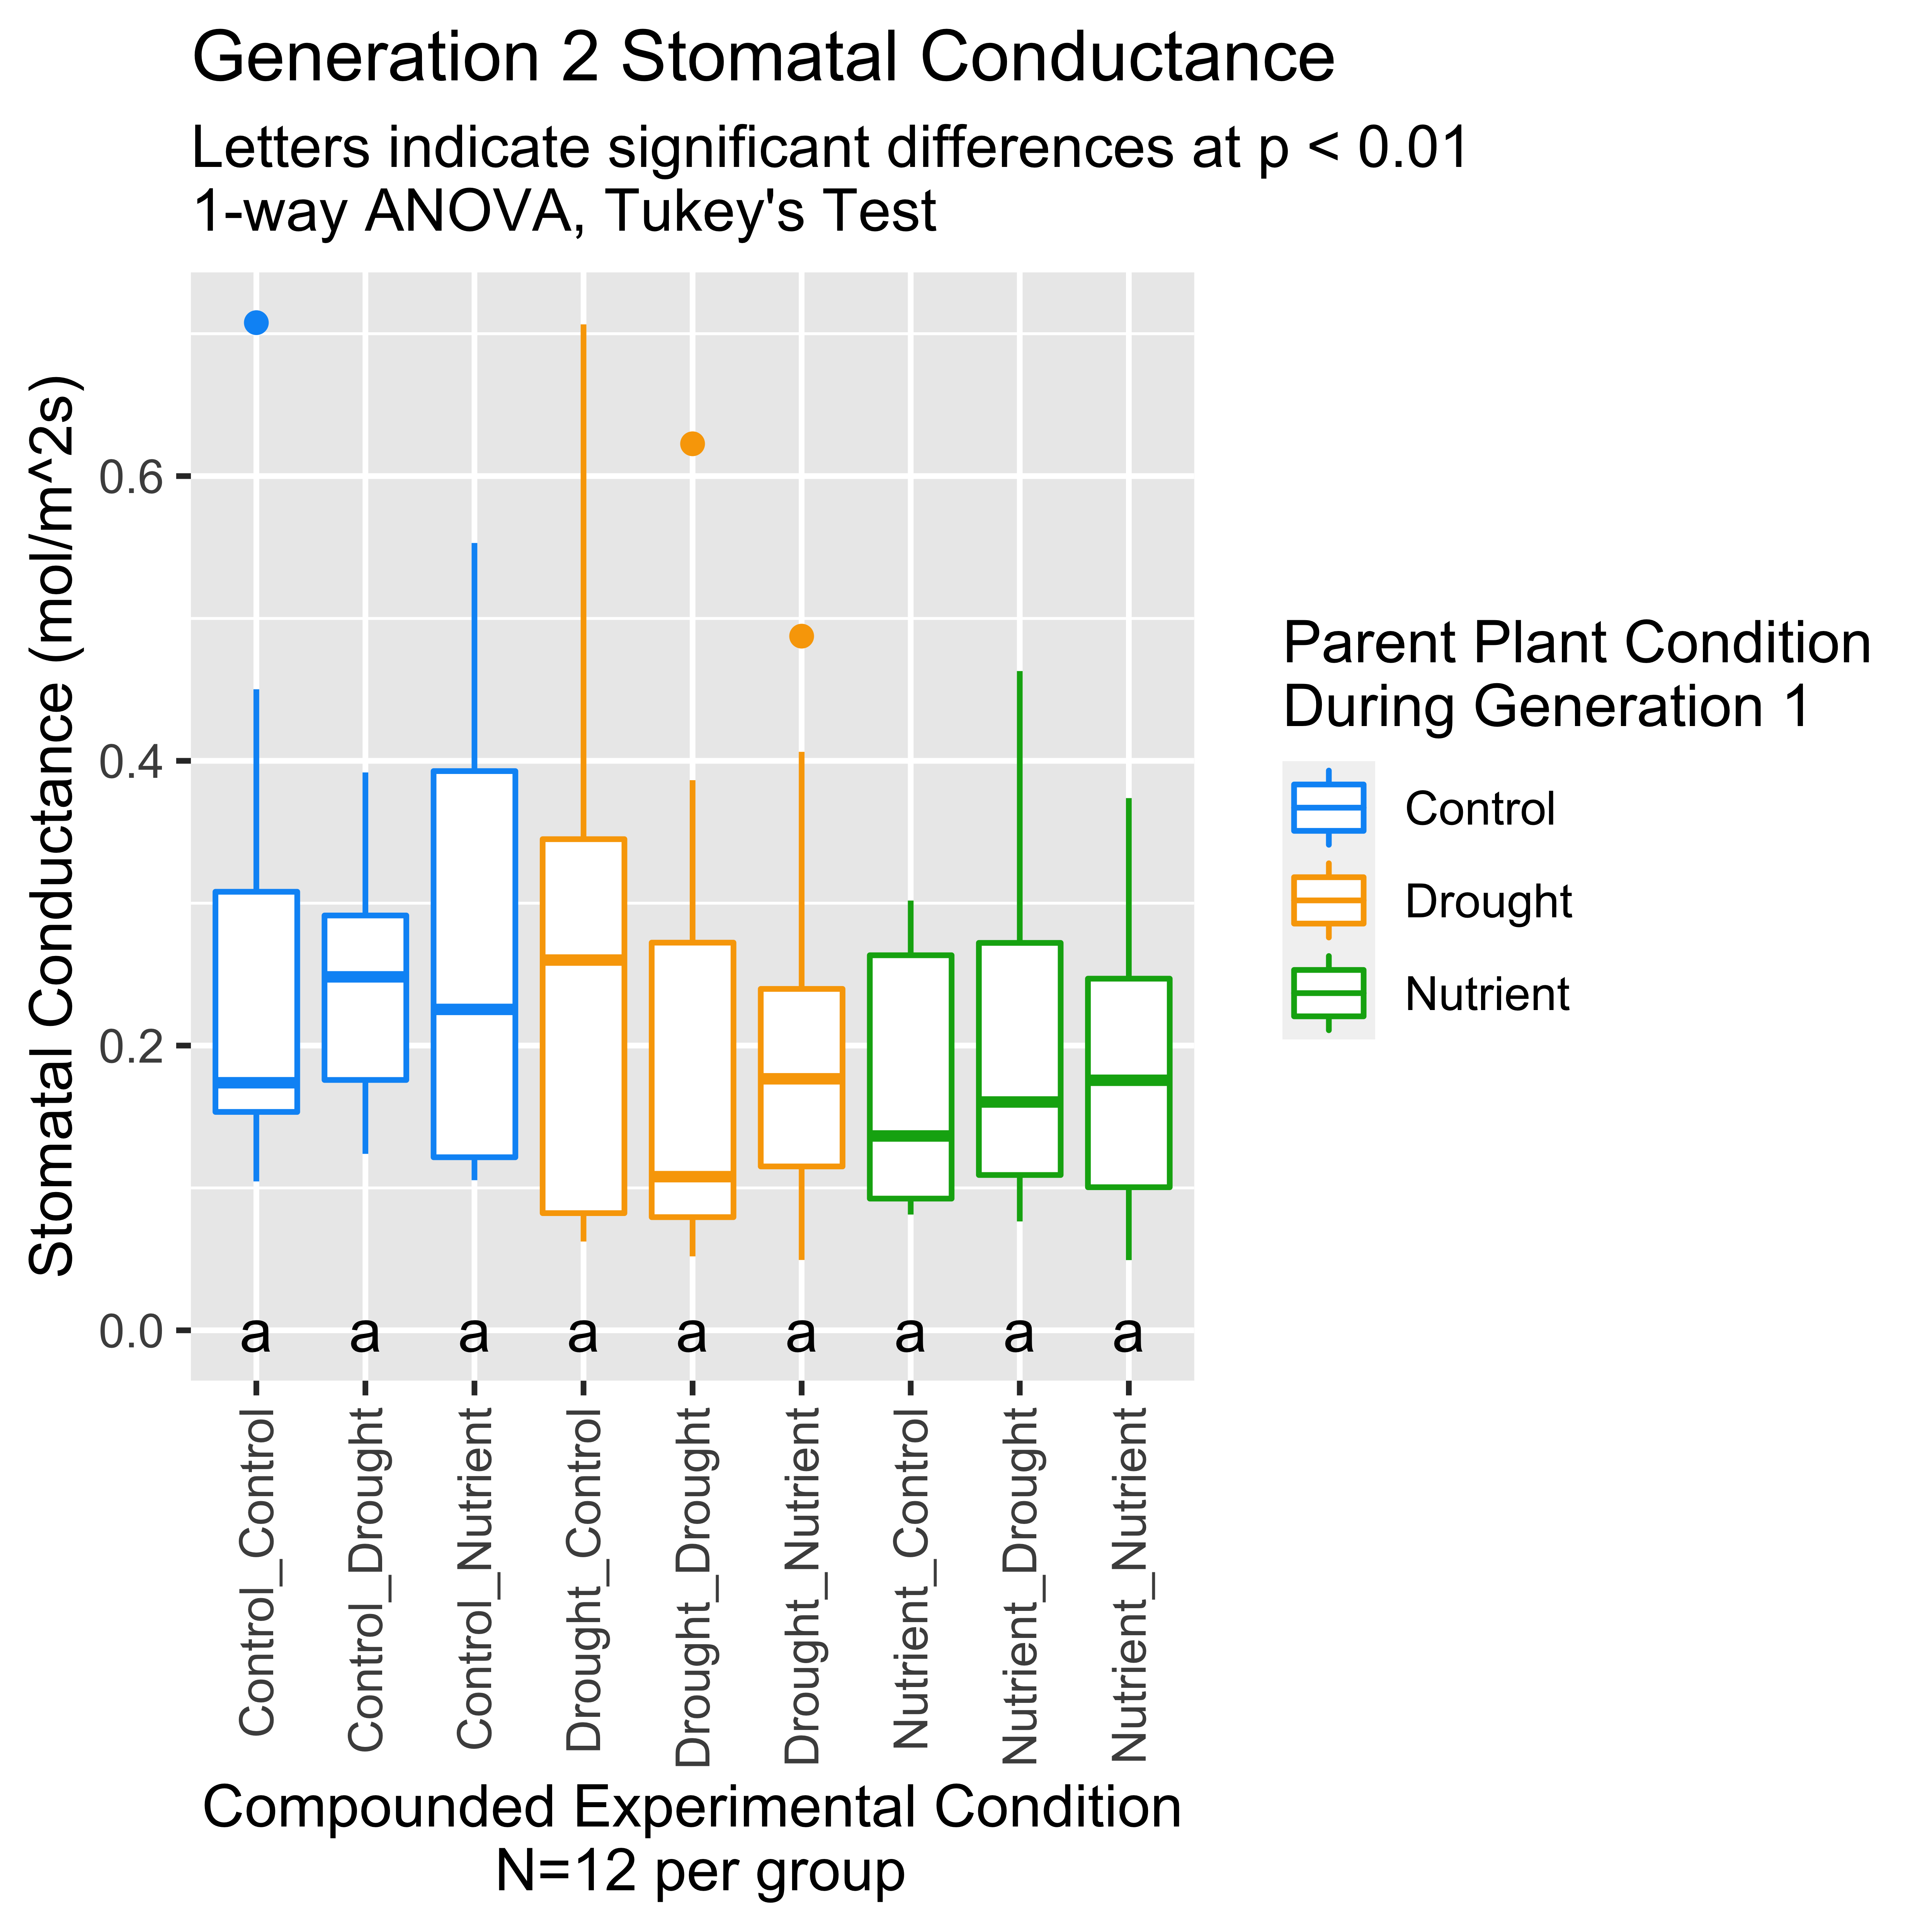 Generation 2 Stomatal Conductance
Letters indicate significant differences at p < 0.01
1-way ANOVA, Tukey's Test
Stomatal Conductance (mol/m^2s)
0.6
0.4
0.2
0.0
a a a a a a a a a
Control_Control
Control_Drought
Control_Nutrient
Drought_Control
Drought_Drought
Drought_Nutrient
Nutrient_Control
Nutrient_Drought
Nutrient_Nutrient
Compounded Experimental Condition
N=12 per group
Parent Plant Condition
During Generation 1
Control
Drought
Nutrient